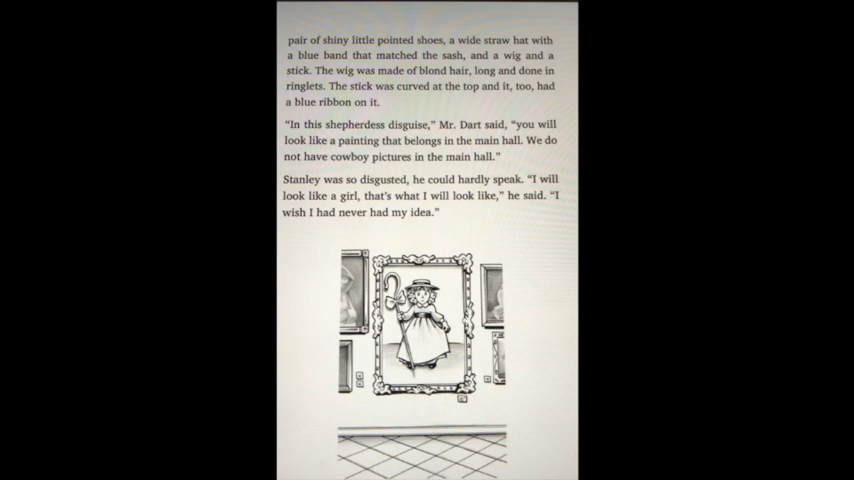 pair of shiny little pointed shoes, a wide straw hat with
a blue band that matched the sash, and a wig and a
stick. The wig was made of blond hair, long and done in
ringlets. The stick was curved at the top and it, too, had
a blue ribbon on it.
“In this shepherdess disguise,” Mr. Dart said, “you will
look like a painting that belongs in the main hall. We do
not have cowboy pictures in the main hall.”
Stanley was so disgusted, he could hardly speak. “I will
look like a girl, that’s what I will look like,” he said. “I
wish I had never had my idea.”